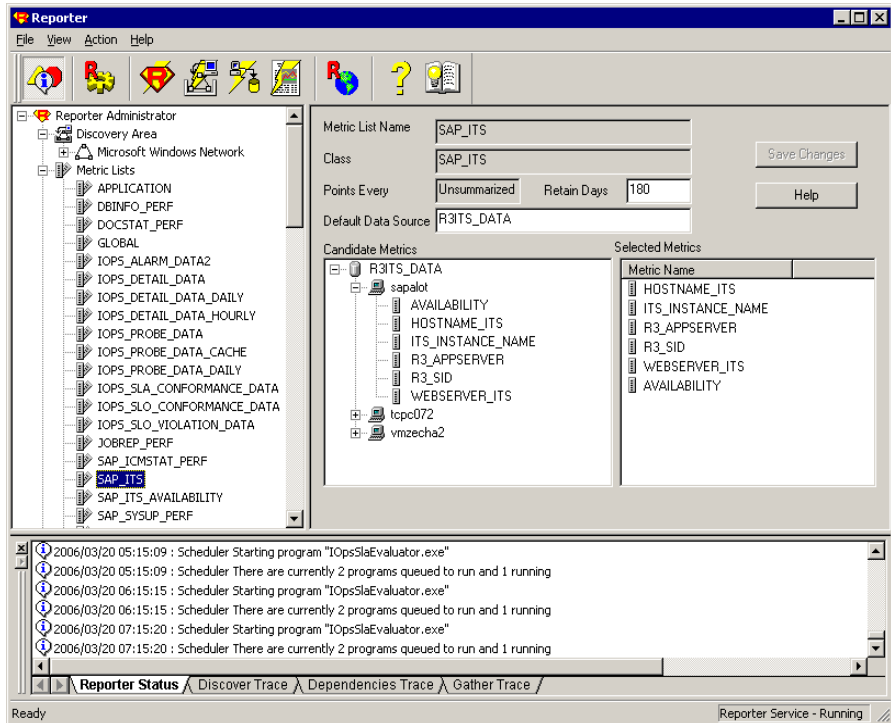 Reporter
File View Action Help
Reporter Administrator
Discovery Area
Microsoft Windows Network
Metric Lists
APPLICATION
DBINFO_PERF
DOCSTAT_PERF
GLOBAL
IOPS_ALARM_DATA2
IOPS_DETAIL_DATA
IOPS_DETAIL_DATA_DAILY
IOPS_DETAIL_DATA_HOURLY
IOPS_PROBE_DATA
IOPS_PROBE_DATA_CACHE
IOPS_PROBE_DATA_DAILY
IOPS_SLA_CONFORMANCE_DATA
IOPS_SLO_CONFORMANCE_DATA
IOPS_SLO_VIOLATION_DATA
JOBREP_PERF
SAP_ICMSTAT_PERF
SAP_ITS
SAP_ITS_AVAILABILITY
SAP_SYSUP_PERF
Metric List Name SAP_ITS
Class SAP_ITS
Points Every Unsummarized Retain Days 180
Default Data Source R3ITS_DATA
Save Changes
Help
Candidate Metrics
R3ITS_DATA
sapalot
AVAILABILITY
HOSTNAME_ITS
ITS_INSTANCE_NAME
R3_APPSERVER
R3_SID
WEBSERVER_ITS
tcpc072
vmzecha2
Selected Metrics
Metric Name
HOSTNAME_ITS
ITS_INSTANCE_NAME
R3_APPSERVER
R3_SID
WEBSERVER_ITS
AVAILABILITY
2006/03/20 05:15:09 : Scheduler Starting program "IOpsSlaEvaluator.exe"
2006/03/20 05:15:09 : Scheduler There are currently 2 programs queued to run and 1 running
2006/03/20 06:15:15 : Scheduler Starting program "IOpsSlaEvaluator.exe"
2006/03/20 06:15:15 : Scheduler There are currently 2 programs queued to run and 1 running
2006/03/20 07:15:20 : Scheduler Starting program "IOpsSlaEvaluator.exe"
2006/03/20 07:15:20 : Scheduler There are currently 2 programs queued to run and 1 running
Reporter Status Discover Trace Dependencies Trace Gather Trace
Ready Reporter Service - Running